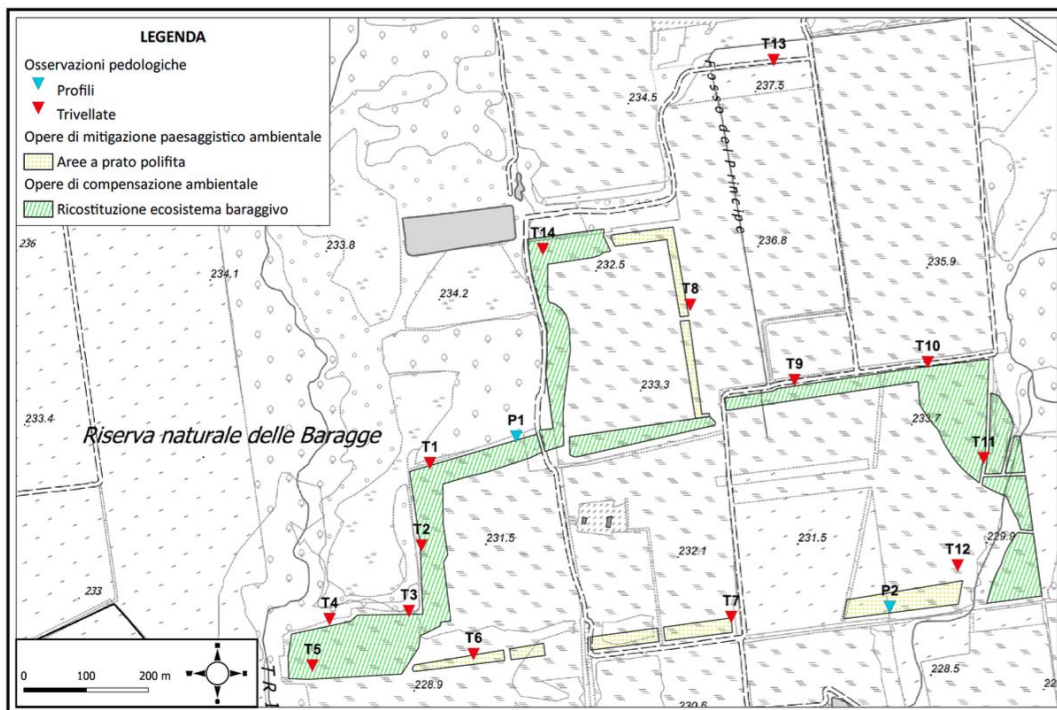 LEGENDA
Osservazioni pedologiche
Profili
Trivellate
Opere di mitigazione paesaggistico ambientale
Aree a prato polifita
Opere di compensazione ambientale
Ricostituzione ecosistema baraggivo
T13
237.5
234.5
Fosso del Principe
236
233.8
234.1
T14
232.5
236.8
235.9
234.2
T8
T10
T9
233.3
233.4
Riserva naturale delle Baragge
P1
233.7
T1
T11
T2
231.5
232.1
231.5
229.9
T12
233
T4
T3
T7
P2
T5
T6
228.9
228.5
230.6
0 100 200 m